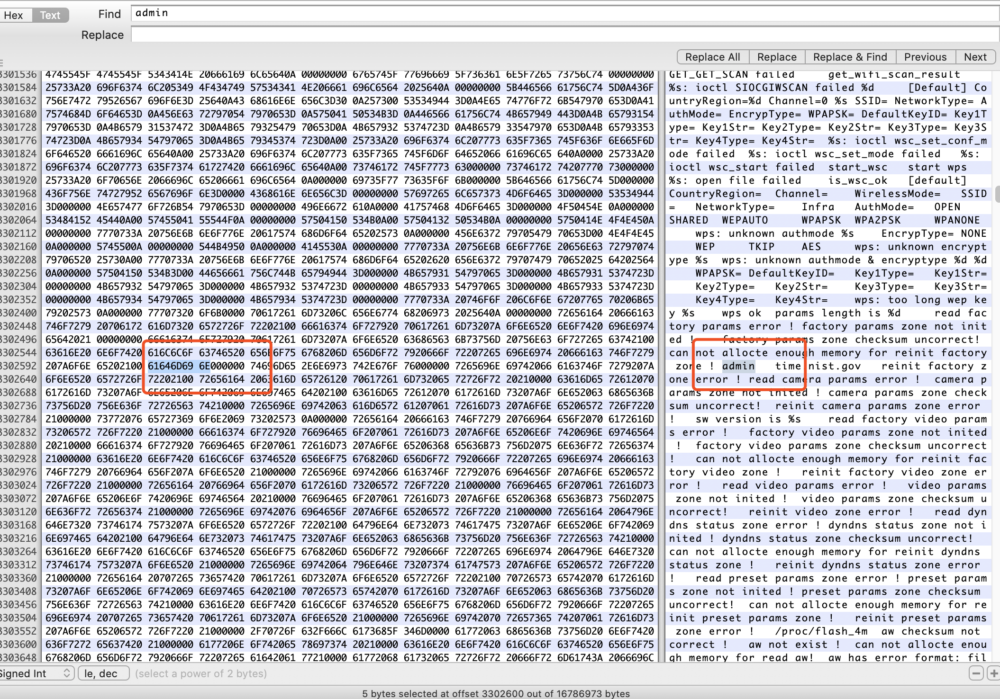 Hex Text Find admin
Replace
Replace All Replace Replace & Find Previous Next
3301536 4745545F 4745545F 5343414E 20666169 6C65640A 00000000 6765745F 77696669 5F736361 6E5F7265 73756C74 00000000 GET_GET_SCAN failed get_wifi_scan_result
3301584 25733A20 696F6374 6C205349 4F434749 57534341 4E206661 696C6564 2025640A 00000000 5B446566 61756C74 5D0A436F %s: ioctl SIOCGIWSCAN failed %d [Default] Co
3301632 756E7472 79526567 696F6E3D 25640A43 68616E6E 656C3D30 0A257300 53534944 3D0A4E65 74776F72 6B547970 653D0A41 untryRegion=%d Channel=0 %s SSID= NetworkType= A
3301680 7574684D 6F64653D 0A456E63 72797054 7970653D 0A575041 50534B3D 0A446566 61756C74 4B657949 443D0A4B 65793154 uthMode= EncrypType= WPAPSK= DefaultKeyID= Key1T
3301728 7970653D 0A4B6579 31537472 3D0A4B65 79325479 70653D0A 4B657932 5374723D 0A4B6579 33547970 653D0A4B 65793353 ype= Key1Str= Key2Type= Key2Str= Key3Type= Key3S
3301776 74723D0A 4B657934 54797065 3D0A4B65 79345374 723D0A00 25733A20 696F6374 6C207773 635F7365 745F636F 6E665F6D tr= Key4Type= Key4Str= %s: ioctl wsc_set_conf_m
3301824 6F646520 6661696C 65640A00 25733A20 696F6374 6C207773 635F7365 745F6D6F 64652066 61696C65 640A0000 25733A20 ode failed %s: ioctl wsc_set_mode failed %s:
3301872 696F6374 6C207773 635F7374 61727420 6661696C 65640A00 73746172 745F7773 63000000 73746172 74207770 73000000 ioctl wsc_start failed start_wsc start wps
3301920 25733A20 6F70656E 2066696C 65206661 696C6564 0A000000 69735F77 73635F6F 6B000000 5B646566 61756C74 5D000000 %s: open file failed is_wsc_ok [default]
3301968 436F756E 74727952 6567696F 6E3D0000 4368616E 6E656C3D 00000000 57697265 6C657373 4D6F6465 3D000000 53534944 CountryRegion= Channel= WirelessMode= SSID
3302016 3D000000 4E657477 6F726B54 7970653D 00000000 496E6672 610A0000 41757468 4D6F6465 3D000000 4F50454E 0A000000 = NetworkType= Infra AuthMode= OPEN
3302064 53484152 45440A00 57455041 55544F0A 00000000 57504150 534B0A00 57504132 50534B0A 00000000 5750414E 4F4E450A SHARED WEPAUTO WPAPSK WPA2PSK WPANONE
3302112 00000000 7770733A 20756E6B 6E6F776E 20617574 686D6F64 65202573 0A000000 456E6372 79705479 70653D00 4E4F4E45 wps: unknown authmode %s EncrypType= NONE
3302160 0A000000 5745500A 00000000 544B4950 0A000000 4145530A 00000000 7770733A 20756E6B 6E6F776E 20656E63 72797074 WEP TKIP AES wps: unknown encrypt
3302208 79706520 25730A00 7770733A 20756E6B 6E6F776E 20617574 686D6F64 65202620 656E6372 79707479 70652025 64202564 ype %s wps: unknown authmode & encryptype %d %d
3302256 0A000000 57504150 534B3D00 44656661 756C744B 65794944 3D000000 4B657931 54797065 3D000000 4B657931 5374723D WPAPSK= DefaultKeyID= Key1Type= Key1Str=
3302304 00000000 4B657932 54797065 3D000000 4B657932 5374723D 00000000 4B657933 54797065 3D000000 4B657933 5374723D Key2Type= Key2Str= Key3Type= Key3Str=
3302352 00000000 4B657934 54797065 3D000000 4B657934 5374723D 00000000 7770733A 20746F6F 206C6F6E 67207765 70206B65 Key4Type= Key4Str= wps: too long wep ke
3302400 79202573 0A000000 77707320 6F6B0000 70617261 6D73206C 656E6774 68206973 2025640A 00000000 72656164 20666163 y %s wps ok params length is %d read fac
3302448 746F7279 20706172 616D7320 6572726F 72202100 66616374 6F727920 70617261 6D73207A 6F6E6520 6E6F7420 696E6974 tory params error ! factory params zone not init
3302496 65642021 00000000 66616374 6F727920 70617261 6D73207A 6F6E6520 63686563 6B73756D 20756E63 6F727265 63742100 ed ! factory params zone checksum uncorrect!
3302544 63616E20 6E6F7420 616C6C6F 63746520 656E6F75 6768206D 656D6F72 7920666F 72207265 696E6974 20666163 746F7279 can not allocte enough memory for reinit factory
3302592 207A6F6E 65202100 61646D69 6E000000 74696D65 2E6E6973 742E676F 76000000 7265696E 69742066 6163746F 7279207A zone ! admin time.nist.gov reinit factory z
3302640 6F6E6520 6572726F 72202100 72656164 2063616D 65726120 70617261 6D732065 72726F72 20210000 63616D65 72612070 one error ! read camera params error ! camera p
3302688 6172616D 73207A6F 6E65206E 6F742069 6E697465 64202100 63616D65 72612070 6172616D 73207A6F 6E652063 6865636B arams zone not inited ! camera params zone check
3302736 73756D20 756E636F 72726563 74210000 7265696E 69742063 616D6572 61207061 72616D73 207A6F6E 65206572 726F7220 sum uncorrect! reinit camera params zone error
3302784 21000000 73772076 65727369 6F6E2069 73202573 0A000000 72656164 20666163 746F7279 20766964 656F2070 6172616D ! sw version is %s read factory video param
3302832 73206572 726F7220 21000000 66616374 6F727920 76696465 6F207061 72616D73 207A6F6E 65206E6F 7420696E 69746564 s error ! factory video params zone not inited
3302880 20210000 66616374 6F727920 76696465 6F207061 72616D73 207A6F6E 65206368 65636B73 756D2075 6E636F72 72656374 ! factory video params zone checksum uncorrect
3302928 21000000 63616E20 6E6F7420 616C6C6F 63746520 656E6F75 6768206D 656D6F72 7920666F 72207265 696E6974 20666163 ! can not allocte enough memory for reinit fac
3302976 746F7279 20766964 656F207A 6F6E6520 21000000 7265696E 69742066 6163746F 72792076 6964656F 207A6F6E 65206572 tory video zone ! reinit factory video zone er
3303024 726F7220 21000000 72656164 20766964 656F2070 6172616D 73206572 726F7220 21000000 76696465 6F207061 72616D73 ror ! read video params error ! video params
3303072 207A6F6E 65206E6F 7420696E 69746564 20210000 76696465 6F207061 72616D73 207A6F6E 65206368 65636B73 756D2075 zone not inited ! video params zone checksum u
3303120 6E636F72 72656374 21000000 7265696E 69742076 6964656F 207A6F6E 65206572 726F7220 21000000 72656164 2064796E ncorrect! reinit video zone error ! read dyn
3303168 646E7320 73746174 7573207A 6F6E6520 6572726F 72202100 64796E64 6E732073 74617475 73207A6F 6E65206E 6F742069 dns status zone error ! dyndns status zone not i
3303216 6E697465 64202100 64796E64 6E732073 74617475 73207A6F 6E652063 6865636B 73756D20 756E636F 72726563 74210000 nited ! dyndns status zone checksum uncorrect!
3303264 63616E20 6E6F7420 616C6C6F 63746520 656E6F75 6768206D 656D6F72 7920666F 72207265 696E6974 2064796E 646E7320 can not allocte enough memory for reinit dyndns
3303312 73746174 7573207A 6F6E6520 21000000 7265696E 69742064 796E646E 73207374 61747573 207A6F6E 65206572 726F7220 status zone ! reinit dyndns status zone error
3303360 21000000 72656164 20707265 73657420 70617261 6D73207A 6F6E6520 6572726F 72202100 70726573 65742070 6172616D ! read preset params zone error ! preset param
3303408 73207A6F 6E65206E 6F742069 6E697465 64202100 70726573 65742070 6172616D 73207A6F 6E652063 6865636B 73756D20 s zone not inited ! preset params zone checksum
3303456 756E636F 72726563 74210000 63616E20 6E6F7420 616C6C6F 63746520 656E6F75 6768206D 656D6F72 7920666F 72207265 uncorrect! can not allocte enough memory for re
3303504 696E6974 20707265 73657420 70617261 6D73207A 6F6E6520 21000000 7265696E 69742070 72657365 74207061 72616D73 init preset params zone ! reinit preset params
3303552 207A6F6E 65206572 726F7220 21000000 2F70726F 632F666C 6173685F 346D0000 61772063 6865636B 73756D20 6E6F7420 zone error ! /proc/flash_4m aw checksum not
3303600 636F7272 65637420 21000000 6177206E 6F742065 78697374 20210000 63616E20 6E6F7420 616C6C6F 63746520 656E6F75 correct ! aw not exist ! can not allocte enou
3303648 6768206D 656D6F72 7920666F 72207265 61642061 77210000 61772068 61732065 72726F72 20666F72 6D61743A 2066696C gh memory for read aw! aw has error format: fil
Signed Int le, dec (select a power of 2 bytes)
5 bytes selected at offset 3302600 out of 16786973 bytes